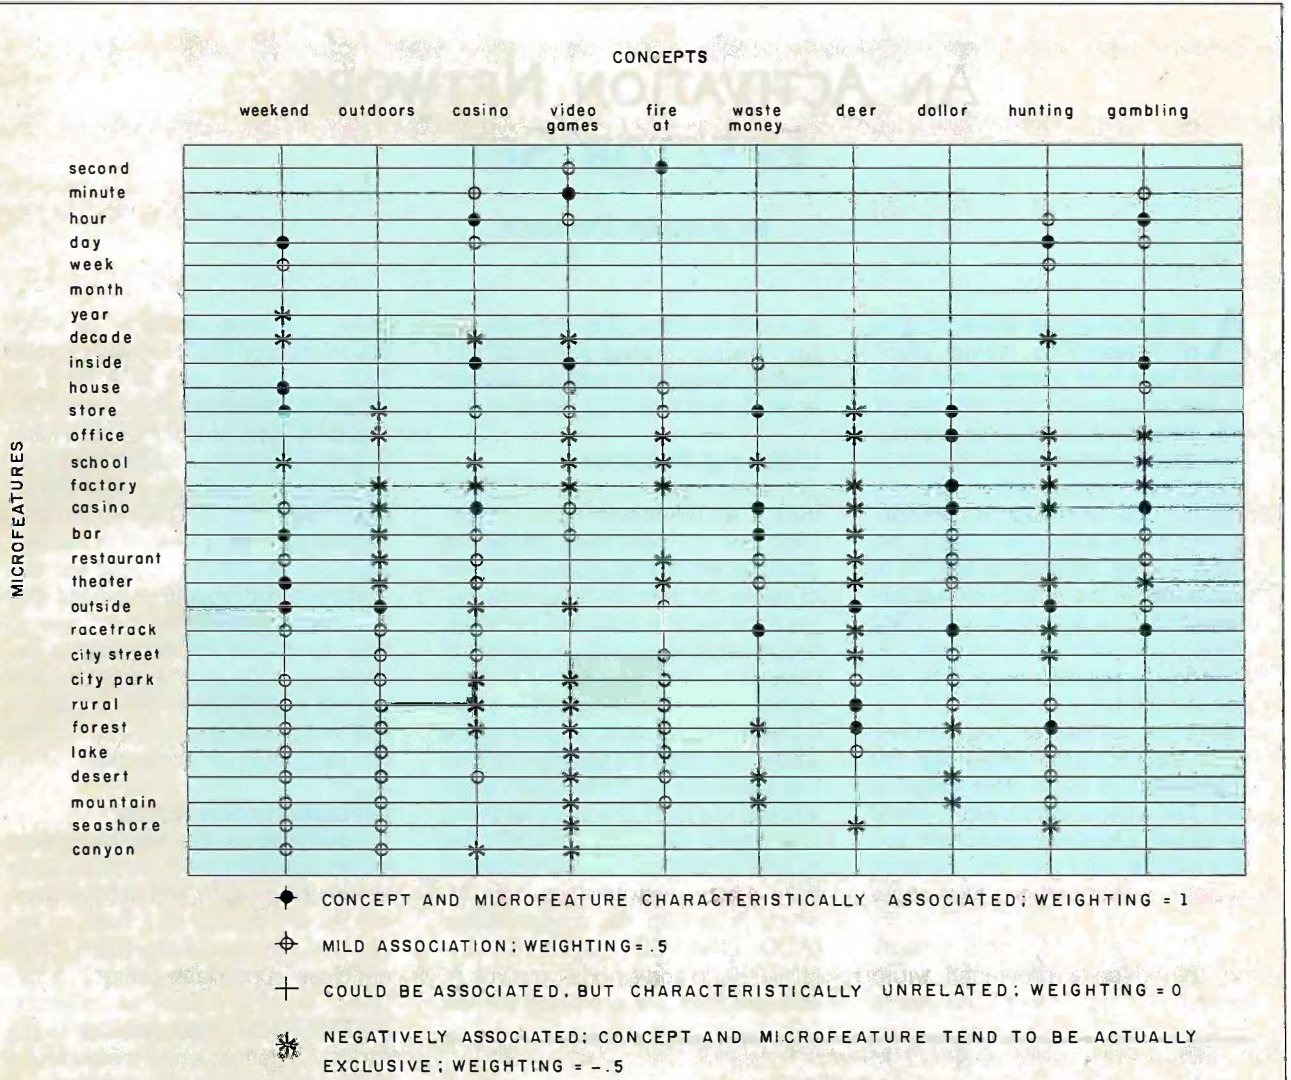 CONCEPTS
weekend outdoors casino video games fire at waste money deer dollor hunting gambling
MICROFEATURES
second
minute
hour
day
week
month
year
decade
inside
house
store
office
school
factory
casino
bar
restaurant
theater
outside
racetrack
city street
city park
rural
forest
lake
desert
mountain
seashore
canyon
CONCEPT AND MICROFEATURE CHARACTERISTICALLY ASSOCIATED; WEIGHTING = 1
MILD ASSOCIATION; WEIGHTING = .5
COULD BE ASSOCIATED, BUT CHARACTERISTICALLY UNRELATED; WEIGHTING = 0
NEGATIVELY ASSOCIATED; CONCEPT AND MICROFEATURE TEND TO BE ACTUALLY
EXCLUSIVE; WEIGHTING = -.5